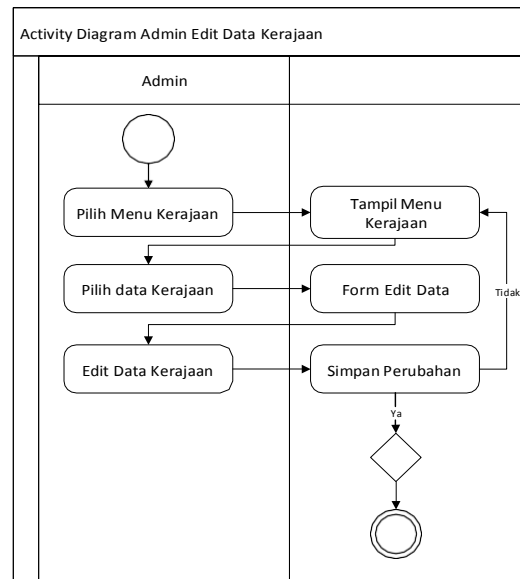 Activity Diagram Admin Edit Data Kerajaan
Admin
Pilih Menu Kerajaan
Tampil Menu
Kerajaan
Pilih data Kerajaan
Form Edit Data
Tidak
Edit Data Kerajaan
Simpan Perubahan
Ya